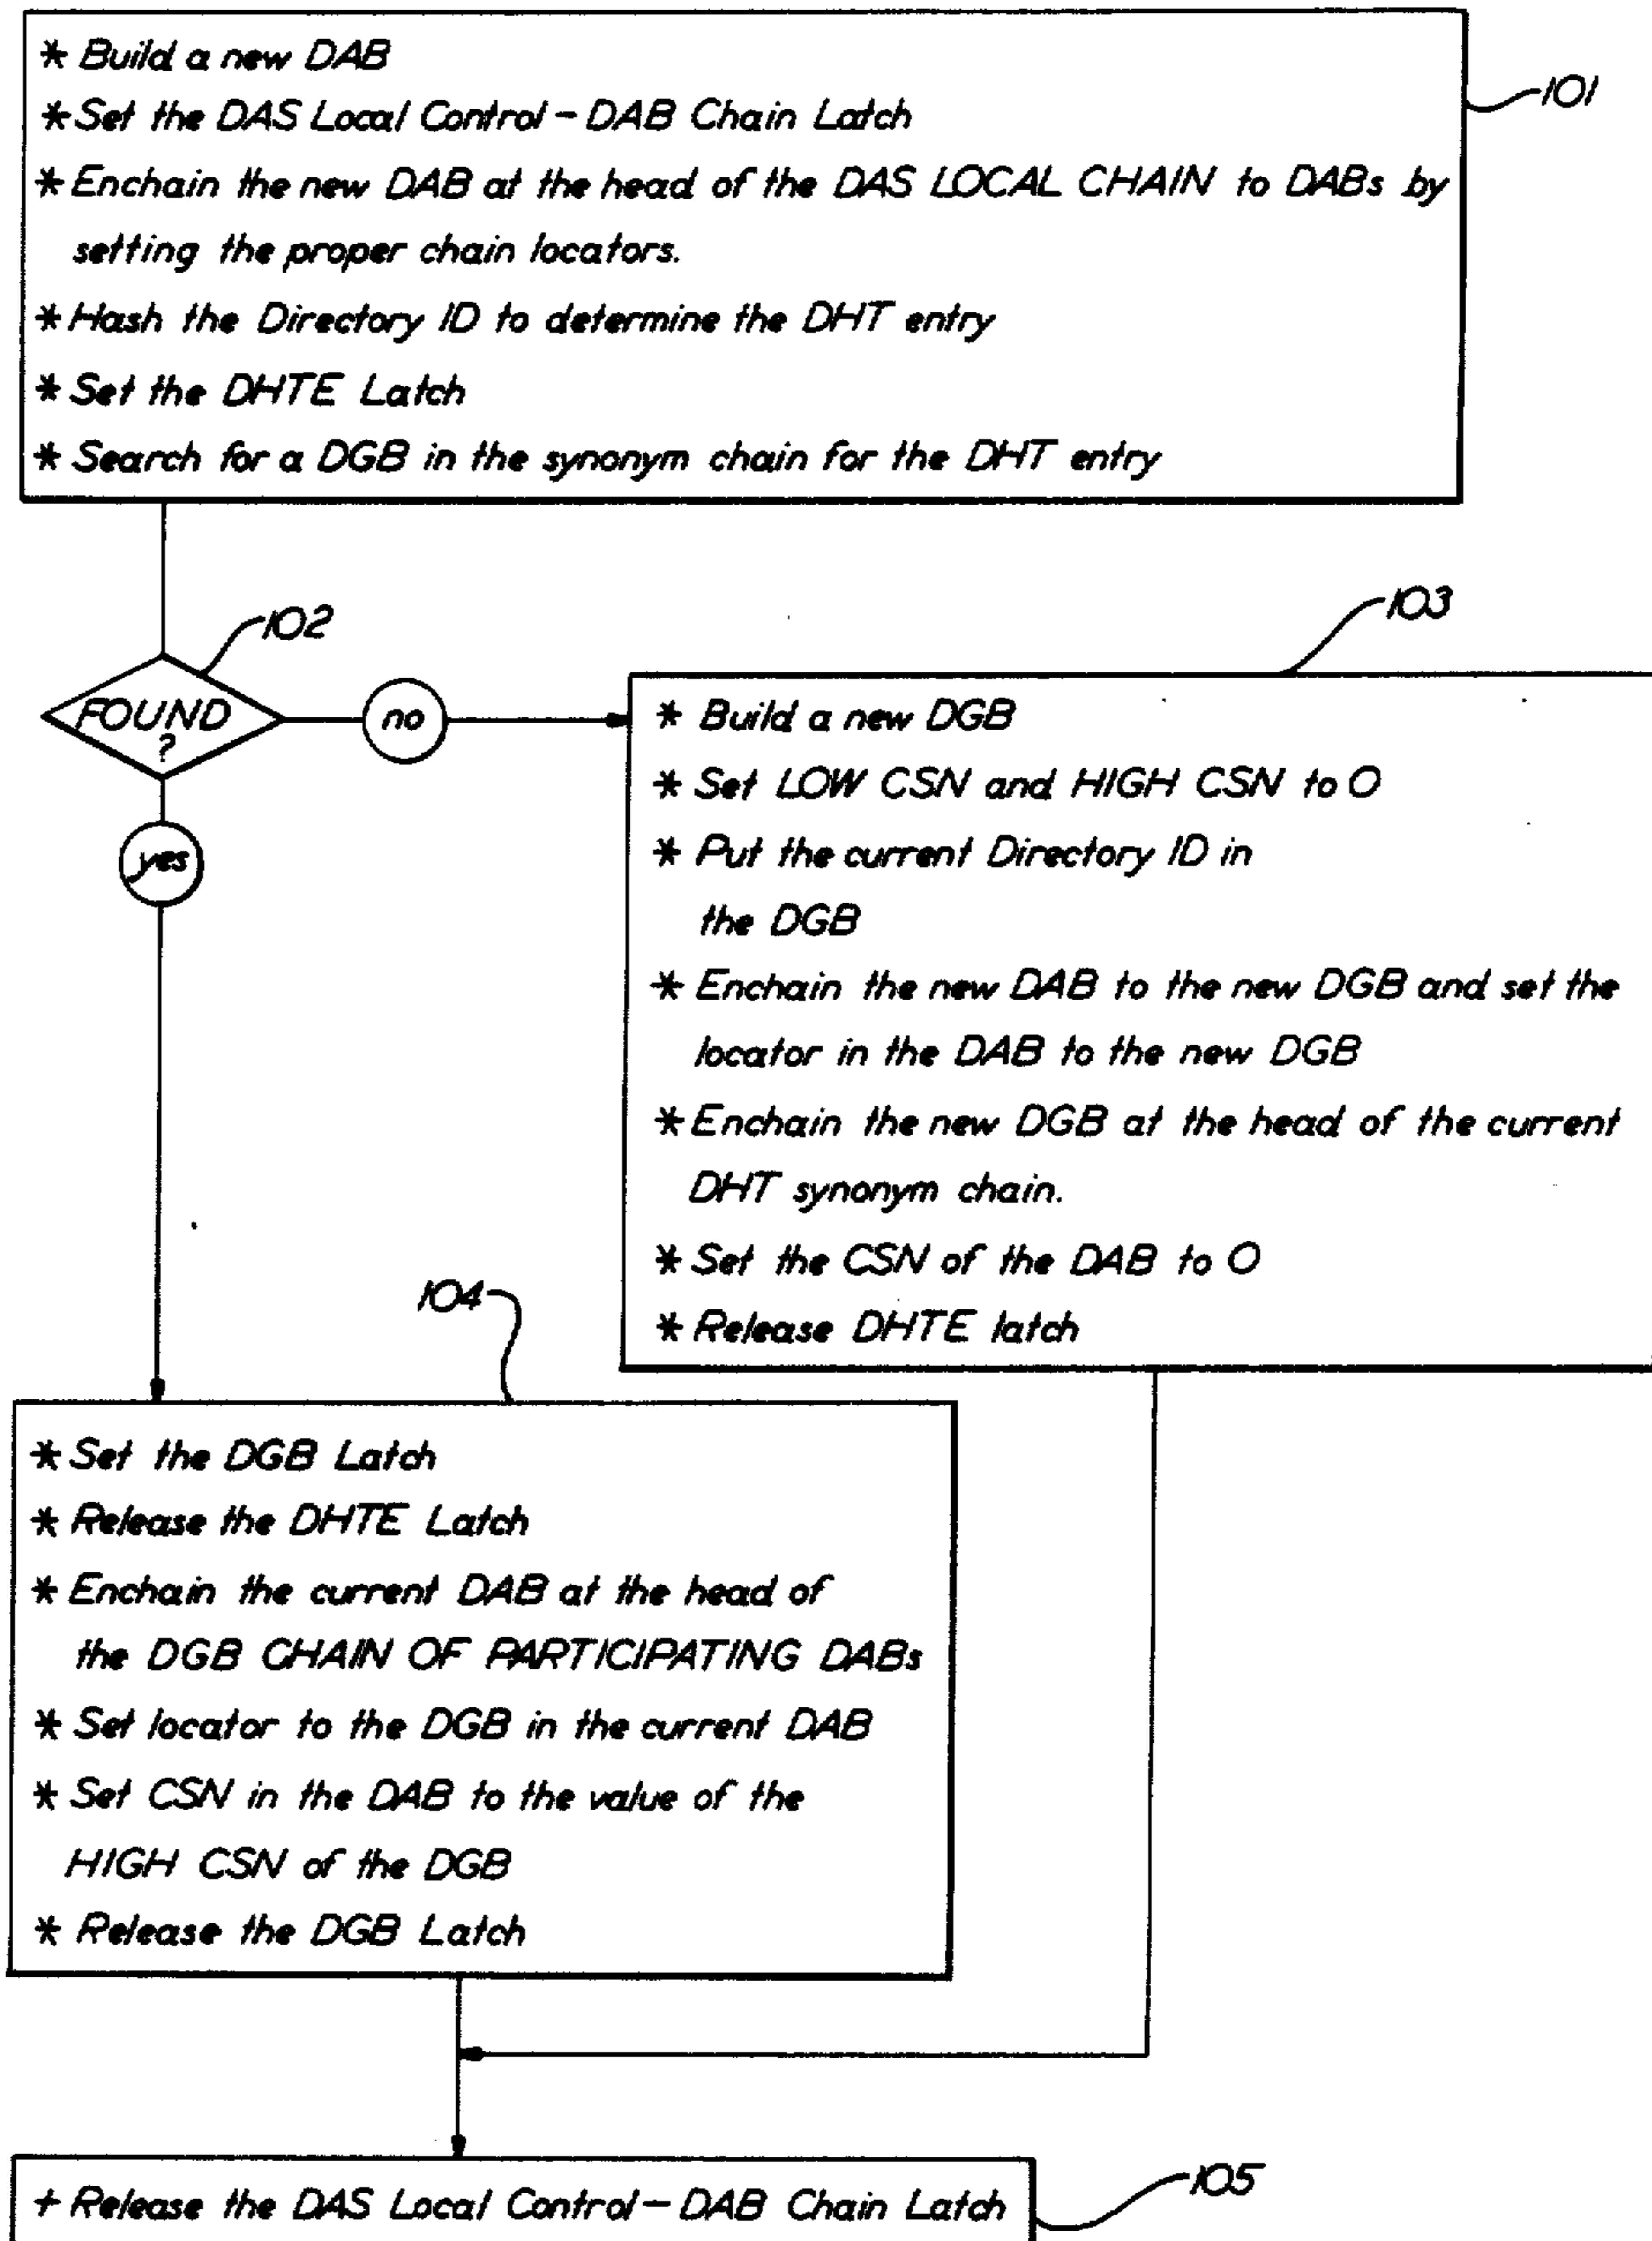 * Build a new DAB
* Set the DAS Local Control - DAB Chain Latch
* Enchain the new DAB at the head of the DAS LOCAL CHAIN to DABs by
setting the proper chain locators.
* Hash the Directory ID to determine the DHT entry
* Set the DHTE Latch
* Search for a DGB in the synonym chain for the DHT entry
101
102
FOUND
?
no
yes
103
* Build a new DGB
* Set LOW CSN and HIGH CSN to 0
* Put the current Directory ID in
the DGB
* Enchain the new DAB to the new DGB and set the
locator in the DAB to the new DGB
* Enchain the new DGB at the head of the current
DHT synonym chain.
* Set the CSN of the DAB to 0
* Release DHTE latch
104
* Set the DGB Latch
* Release the DHTE Latch
* Enchain the current DAB at the head of
the DGB CHAIN OF PARTICIPATING DABs
* Set locator to the DGB in the current DAB
* Set CSN in the DAB to the value of the
HIGH CSN of the DGB
* Release the DGB Latch
+ Release the DAS Local Control - DAB Chain Latch
105